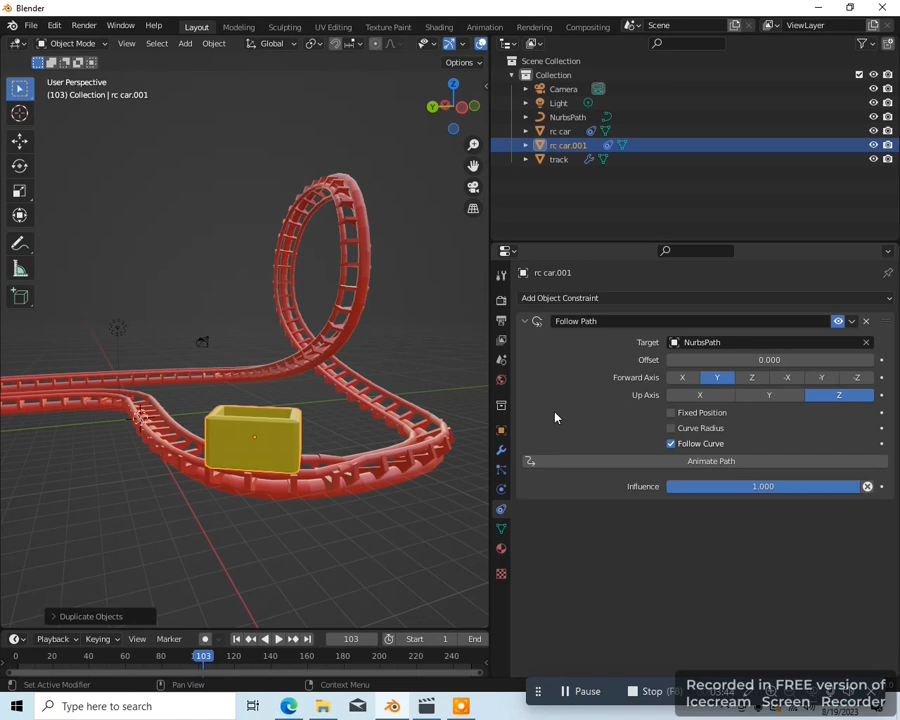 Blender
File Edit Render Window Help Layout Modeling Sculpting UV Editing Texture Paint Shading Animation Rendering Compositing Scene ViewLayer
Object Mode View Select Add Object Global
Options
User Perspective
(103) Collection | rc car.001
Z
Y
Scene Collection
Collection
Camera
Light
NurbsPath
rc car
rc car.001
track
rc car.001
Add Object Constraint
Follow Path
Target NurbsPath
Offset 0.000
Forward Axis X Y Z -X -Y -Z
Up Axis X Y Z
Fixed Position
Curve Radius
Follow Curve
Animate Path
Influence 1.000
Duplicate Objects
Playback Keying View Marker 103 Start 1 End
0 20 40 60 80 103 120 140 160 180 200 220 240
Set Active Modifier Pan View Context Menu
Pause Stop (F8) 03:44
Recorded in FREE version of
Icecream Screen Recorder
Type here to search
8/19/2023